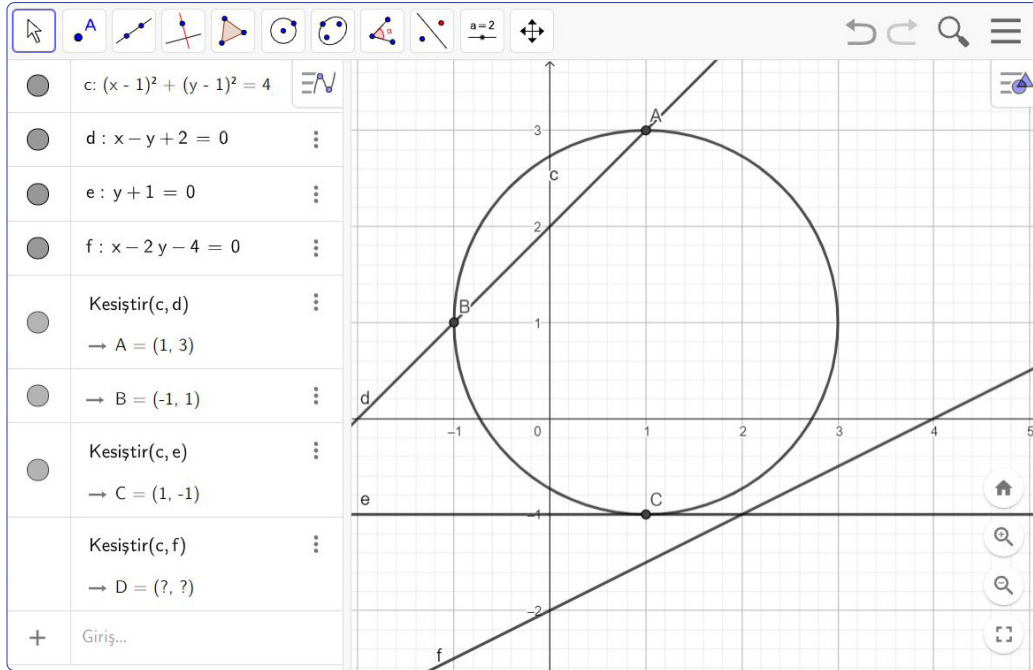 A
a=2
c: (x - 1)² + (y - 1)² = 4
d : x – y + 2 = 0
e : y + 1 = 0
f : x – 2 y – 4 = 0
Kesiştir(c, d)
→ A = (1, 3)
→ B = (-1, 1)
Kesiştir(c, e)
→ C = (1, -1)
Kesiştir(c, f)
→ D = (?, ?)
+ Giriş...
A
3
c
2
B
1
d
–1 0 1 2 3 4 5
e
C
–1
–2
f